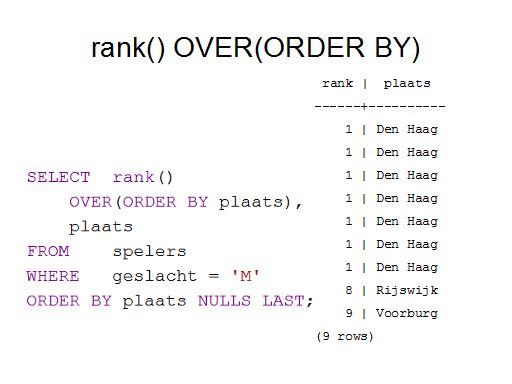 rank() OVER(ORDER BY)
SELECT rank()
OVER(ORDER BY plaats),
plaats
FROM spelers
WHERE geslacht = 'M'
ORDER BY plaats NULLS LAST;
rank | plaats
------+----------
1 | Den Haag
1 | Den Haag
1 | Den Haag
1 | Den Haag
1 | Den Haag
1 | Den Haag
1 | Den Haag
8 | Rijswijk
9 | Voorburg
(9 rows)